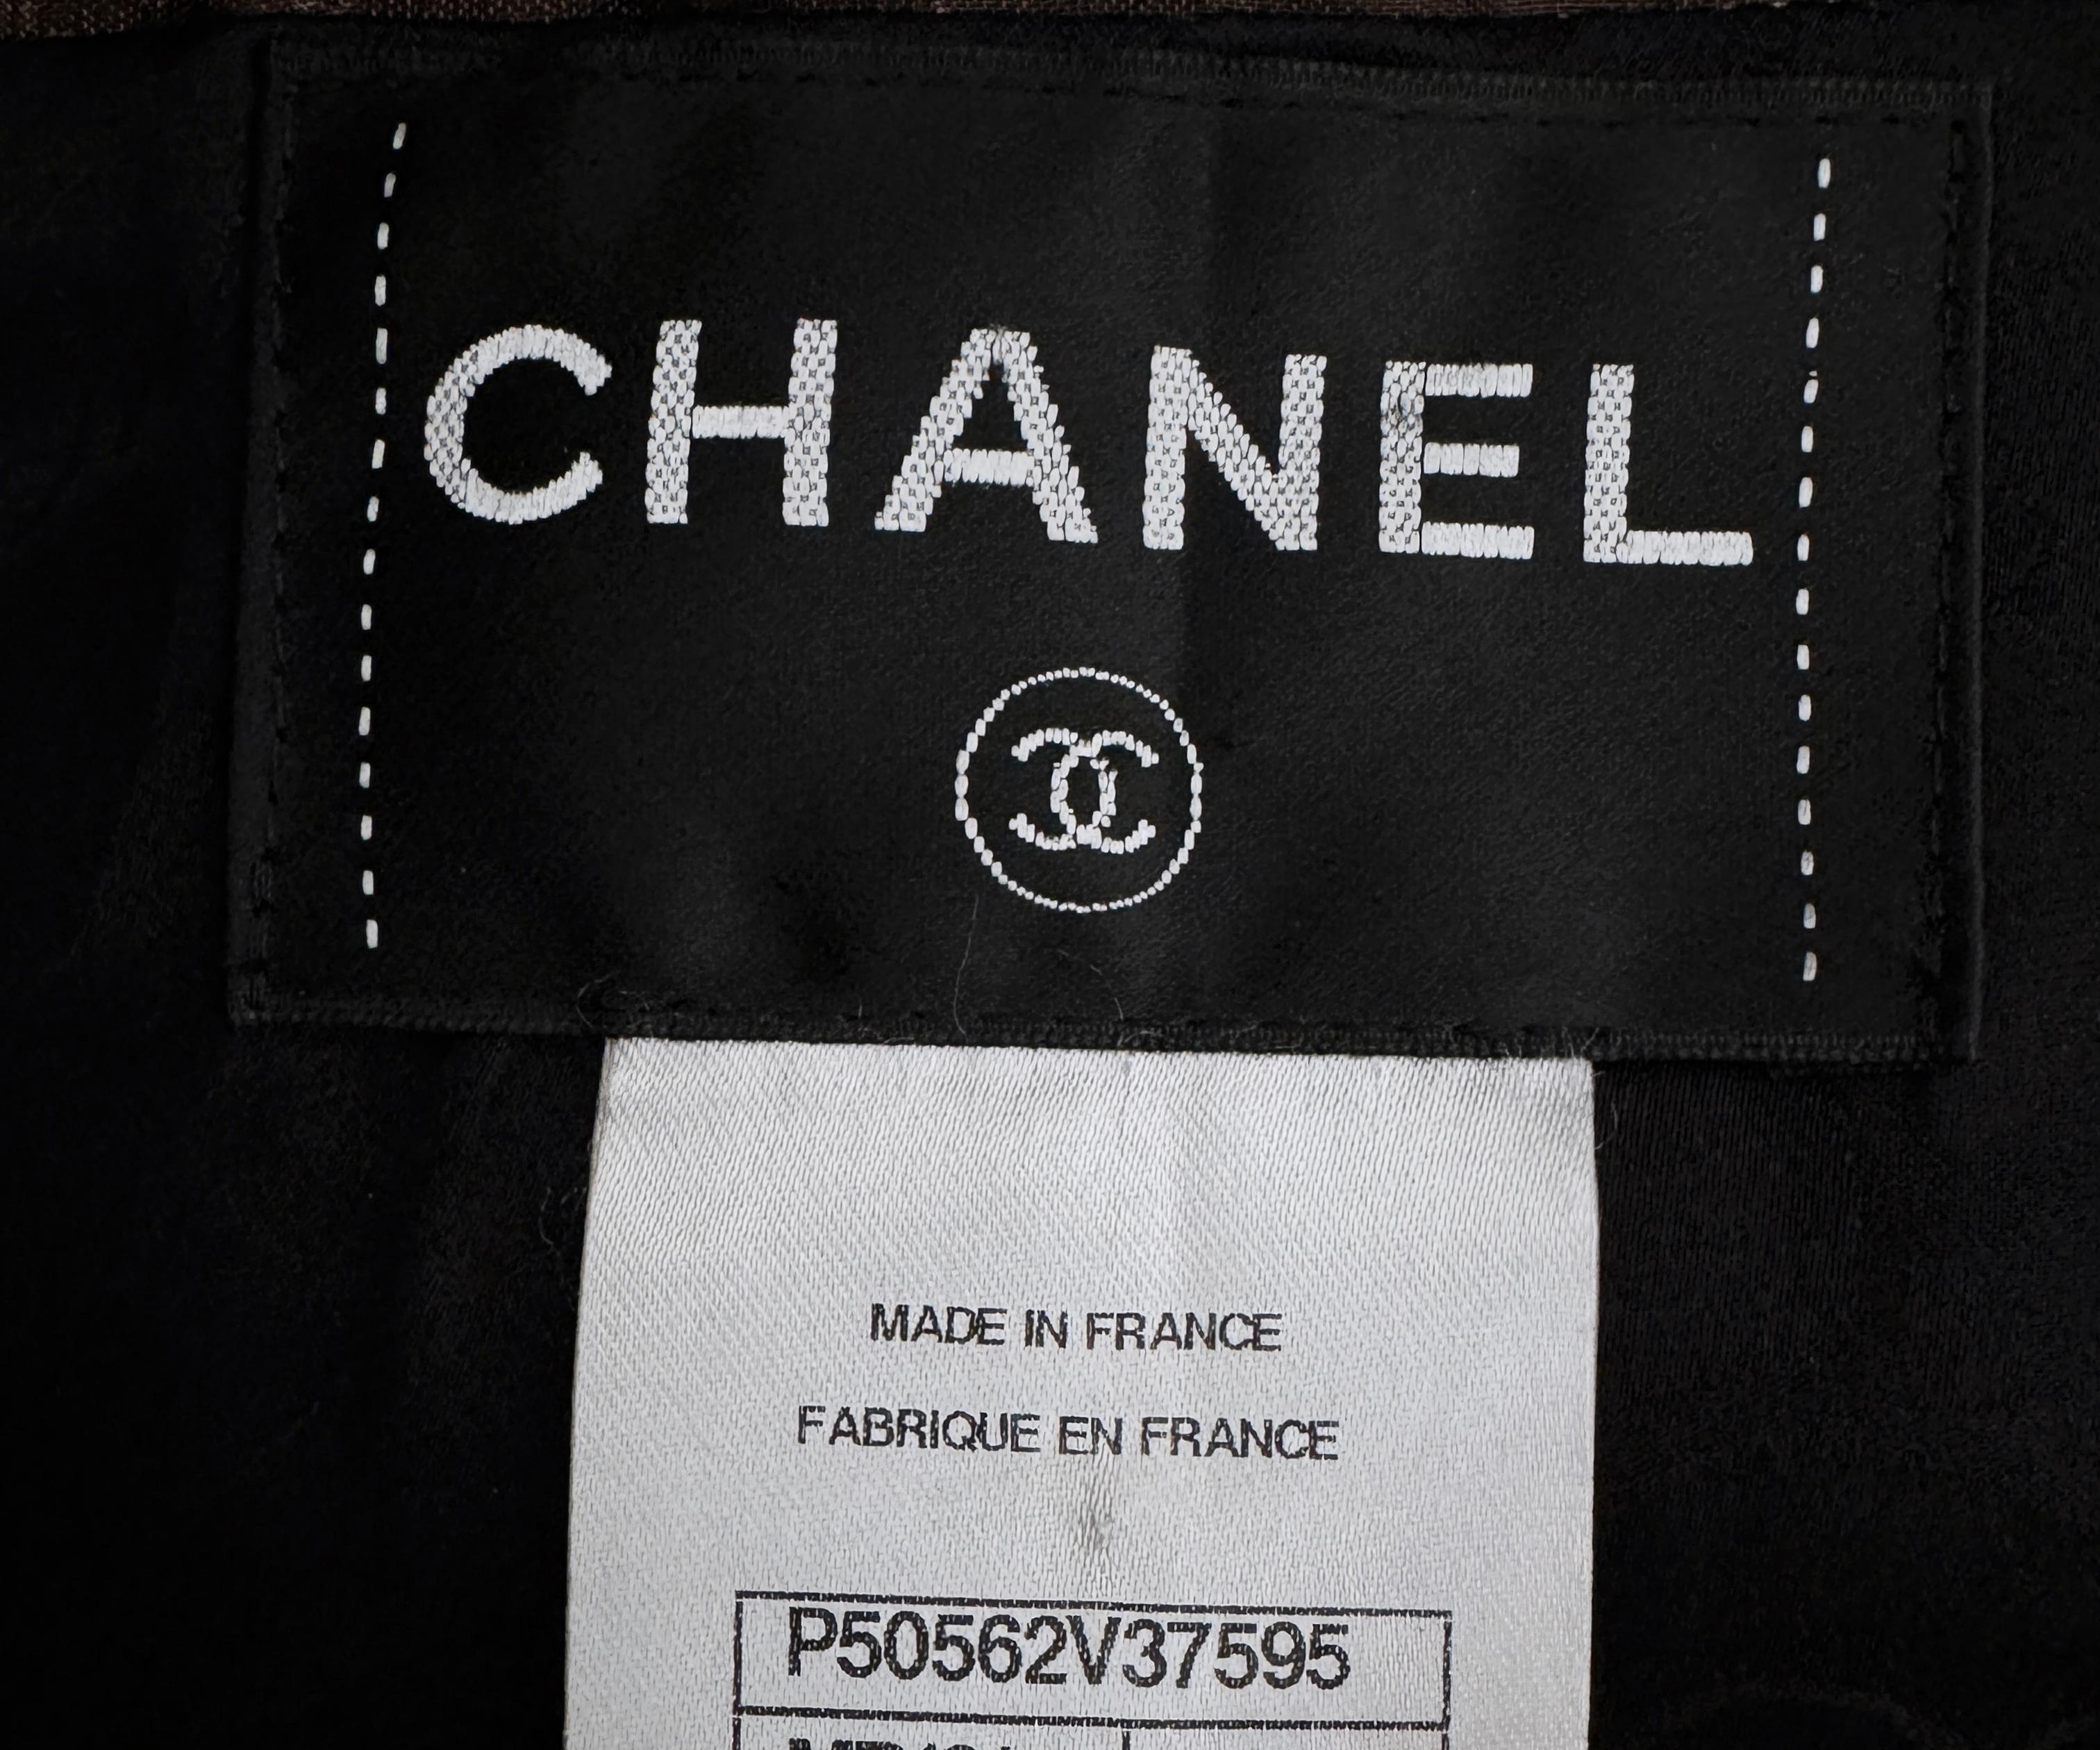 CHANEL
MADE IN FRANCE
FABRIQUE EN FRANCE
P50562V37595